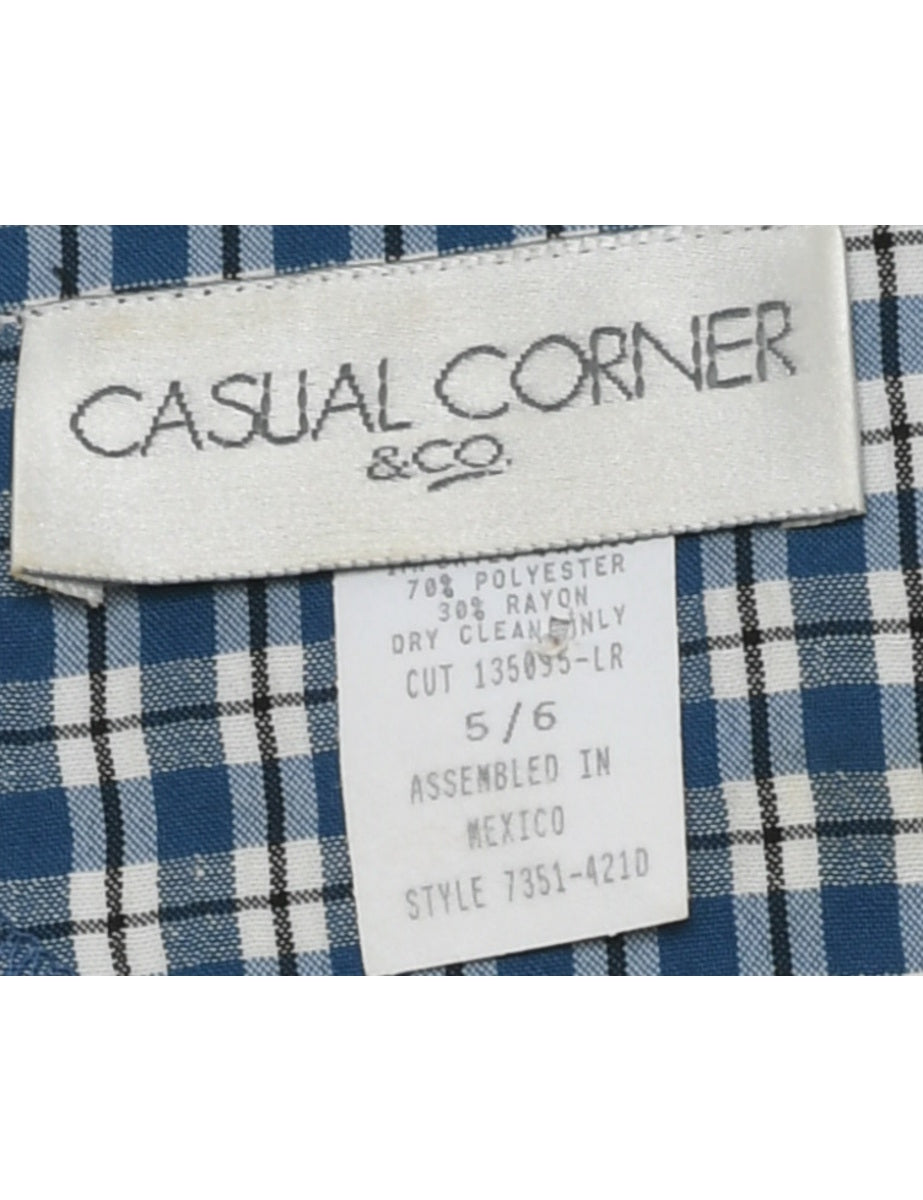 CASUAL CORNER
&CO.
70% POLYESTER
30% RAYON
DRY CLEAN ONLY
CUT 135095-LR
5/6
ASSEMBLED IN
MEXICO
STYLE 7351-421D